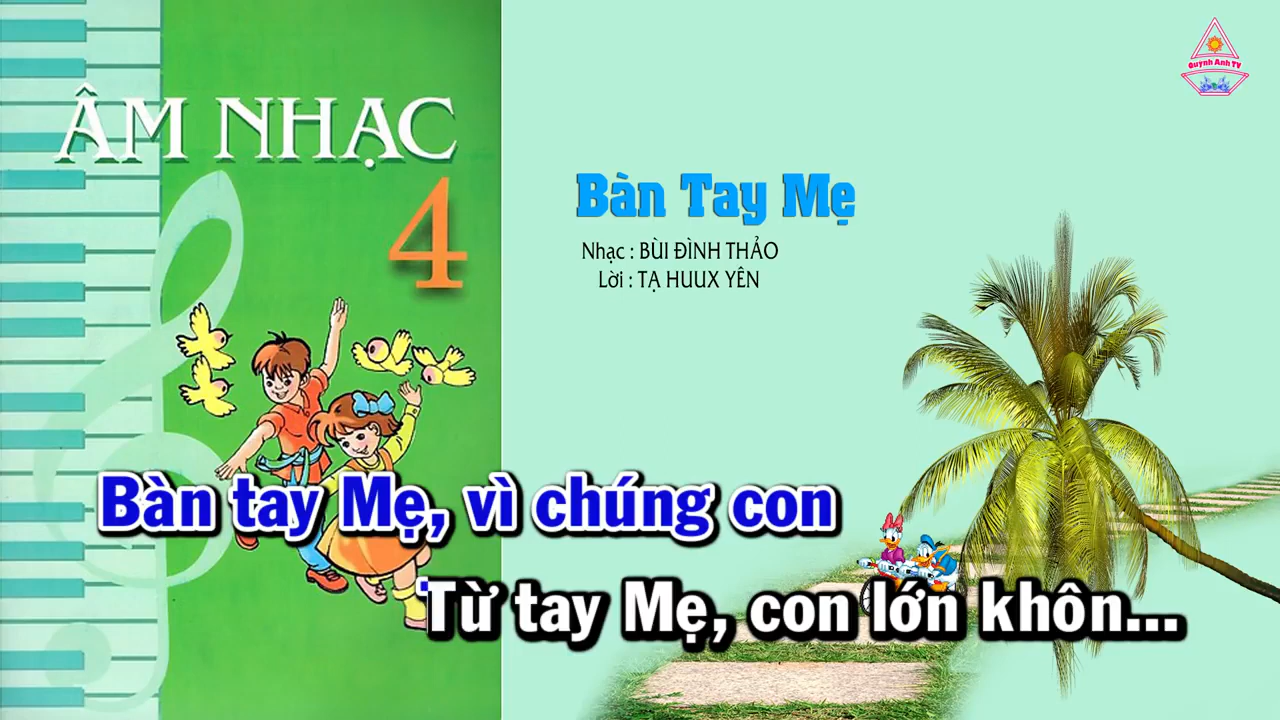 ÂM NHẠC
4
Quỳnh Anh TV
Bàn Tay Mẹ
Nhạc : BÙI ĐÌNH THẢO
Lời : TẠ HUUX YÊN
Bàn tay Mẹ, vì chúng con
Từ tay Mẹ, con lớn khôn...